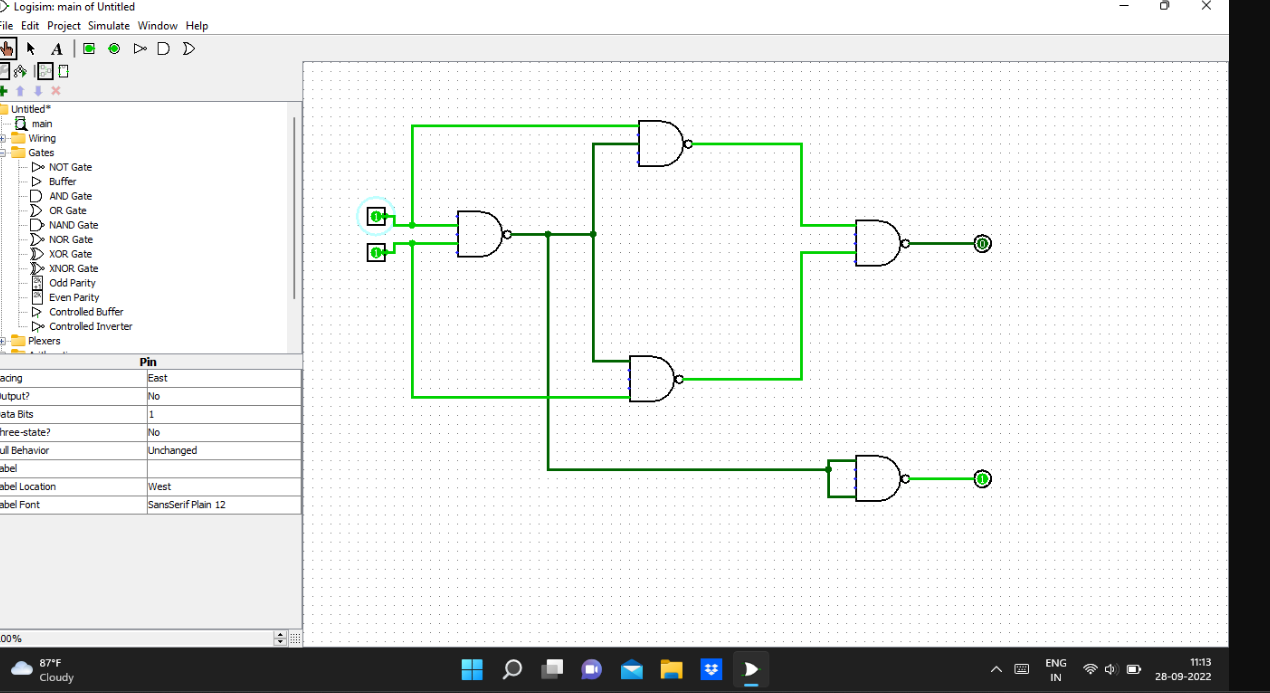 Logisim: main of Untitled
File Edit Project Simulate Window Help
A
Untitled*
main
Wiring
Gates
NOT Gate
Buffer
AND Gate
OR Gate
NAND Gate
NOR Gate
XOR Gate
XNOR Gate
Odd Parity
Even Parity
Controlled Buffer
Controlled Inverter
Plexers
Pin
acing East
utput? No
ata Bits 1
hree-state? No
ull Behavior Unchanged
abel
abel Location West
abel Font SansSerif Plain 12
00%
1
1
0
1
87°F
Cloudy
ENG
IN
11:13
28-09-2022